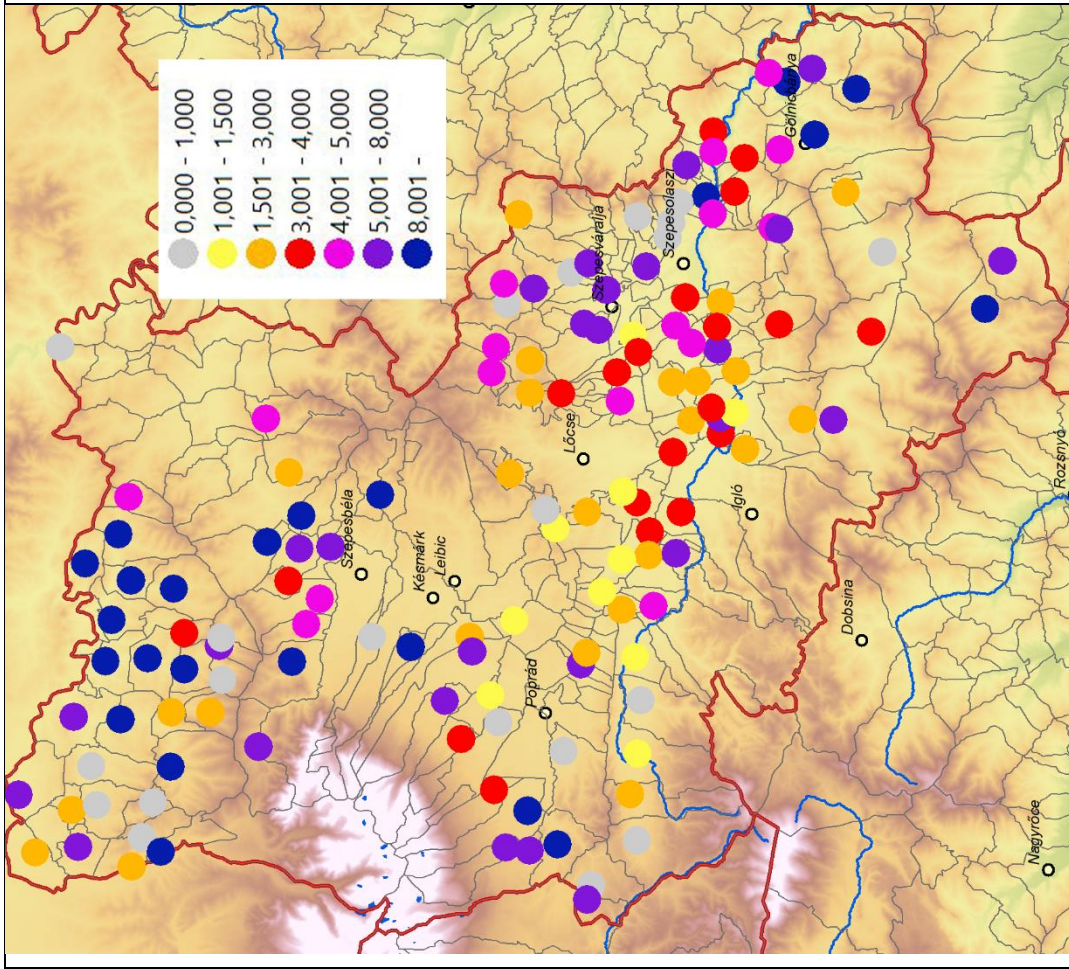 0,000 - 1,000
1,001 - 1,500
1,501 - 3,000
3,001 - 4,000
4,001 - 5,000
5,001 - 8,000
8,001 -
Gölnicbánya
Szepesolaszi
Szepesváralja
Lőcse
Szepesbéla
Késmárk
Leibic
Igló
Poprád
Dobsina
Rozsnyó
Nagyrőce